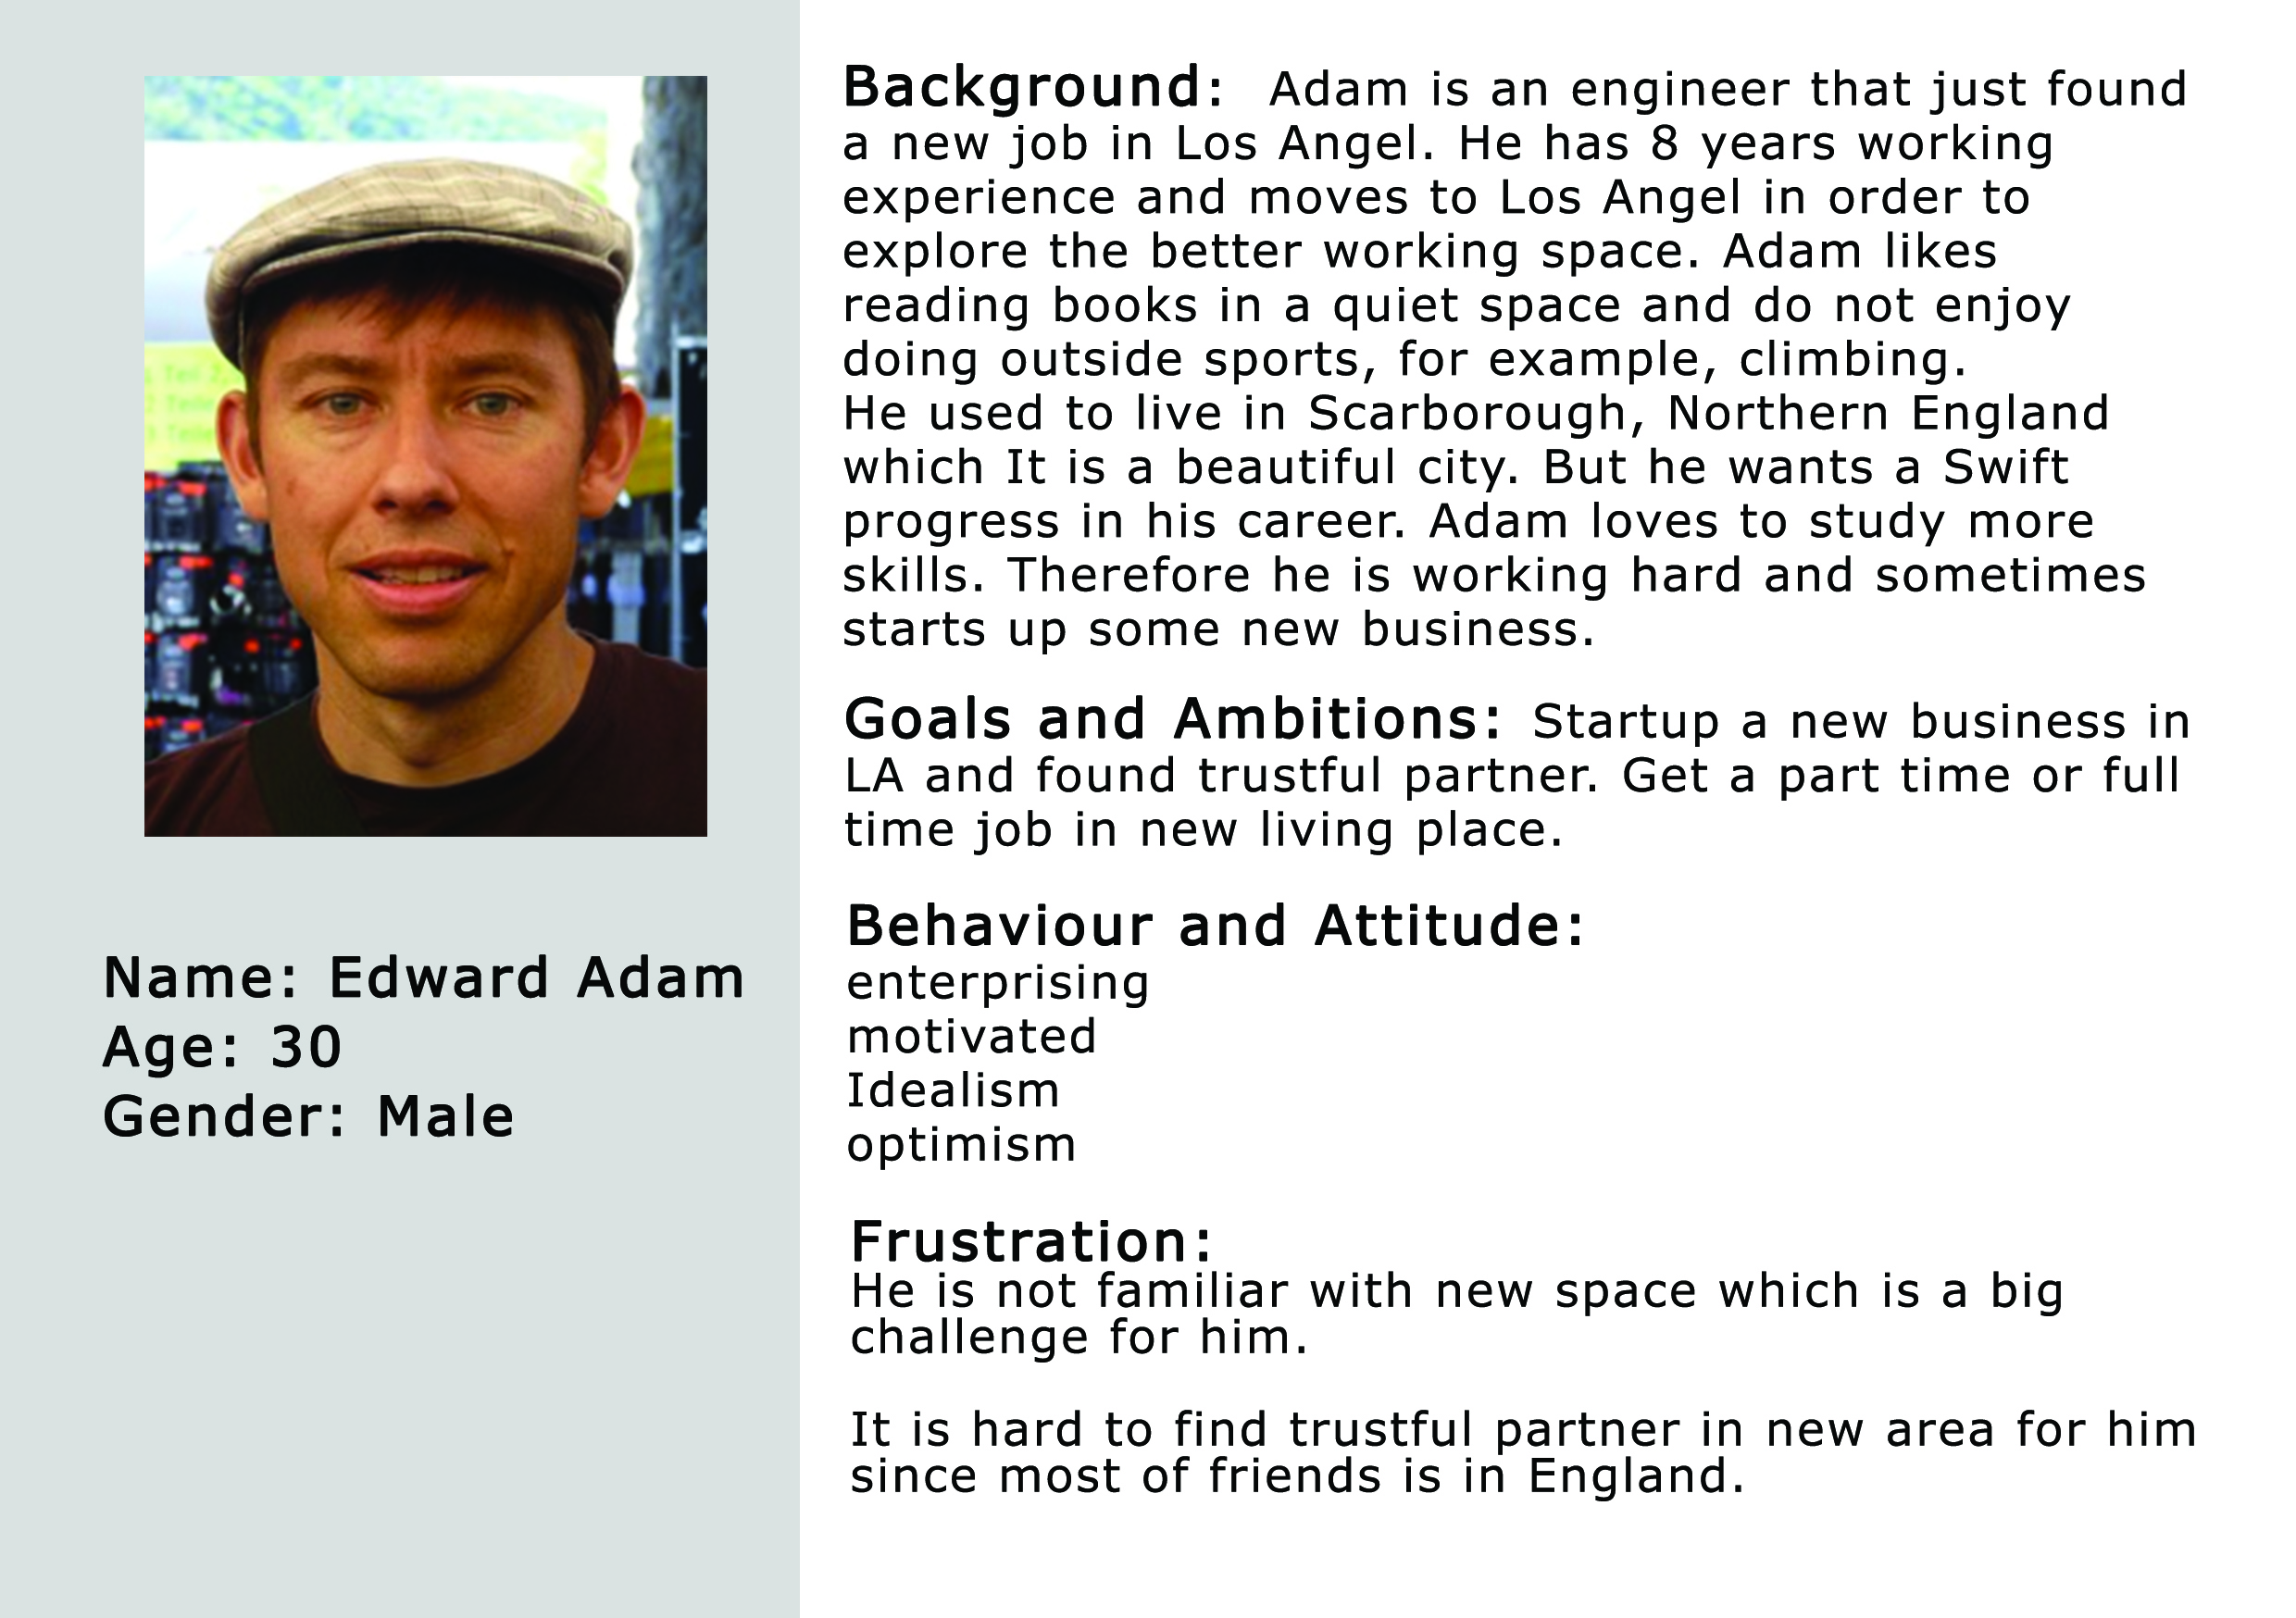 Name: Edward Adam
Age: 30
Gender: Male
Background: Adam is an engineer that just found
a new job in Los Angel. He has 8 years working
experience and moves to Los Angel in order to
explore the better working space. Adam likes
reading books in a quiet space and do not enjoy
doing outside sports, for example, climbing.
He used to live in Scarborough, Northern England
which It is a beautiful city. But he wants a Swift
progress in his career. Adam loves to study more
skills. Therefore he is working hard and sometimes
starts up some new business.
Goals and Ambitions: Startup a new business in
LA and found trustful partner. Get a part time or full
time job in new living place.
Behaviour and Attitude:
enterprising
motivated
Idealism
optimism
Frustration:
He is not familiar with new space which is a big
challenge for him.
It is hard to find trustful partner in new area for him
since most of friends is in England.